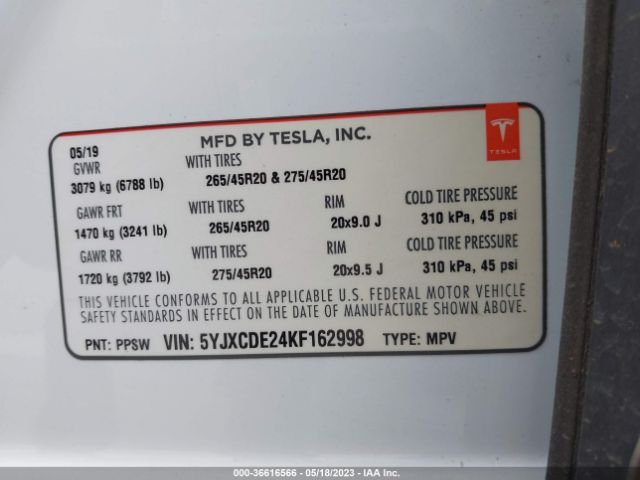 MFD BY TESLA, INC.
TESLA
05/19
GVWR WITH TIRES
3079 kg (6788 lb) 265/45R20 & 275/45R20
GAWR FRT WITH TIRES RIM COLD TIRE PRESSURE
1470 kg (3241 lb) 265/45R20 20x9.0 J 310 kPa, 45 psi
GAWR RR WITH TIRES RIM COLD TIRE PRESSURE
1720 kg (3792 lb) 275/45R20 20x9.5 J 310 kPa, 45 psi
THIS VEHICLE CONFORMS TO ALL APPLICABLE U.S. FEDERAL MOTOR VEHICLE
SAFETY STANDARDS IN EFFECT ON THE DATE OF MANUFACTURE SHOWN ABOVE.
PNT: PPSW VIN: 5YJXCDE24KF162998 TYPE: MPV
000-36616566 — 05/18/2023 — IAA Inc.